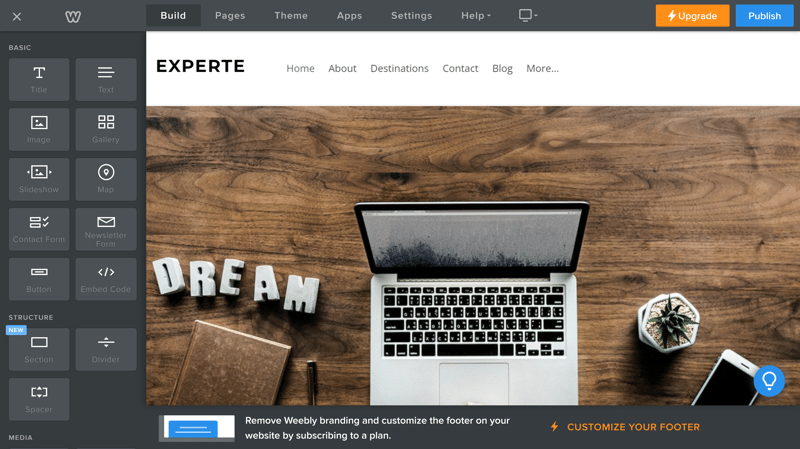 Build Pages Theme Apps Settings Help Upgrade Publish
BASIC
Title Text
Image Gallery
Slideshow Map
Contact Form Newsletter Form
Button Embed Code
STRUCTURE
NEW
Section Divider
Spacer
MEDIA
EXPERTE Home About Destinations Contact Blog More...
DREAM
Remove Weebly branding and customize the footer on your
website by subscribing to a plan.
CUSTOMIZE YOUR FOOTER